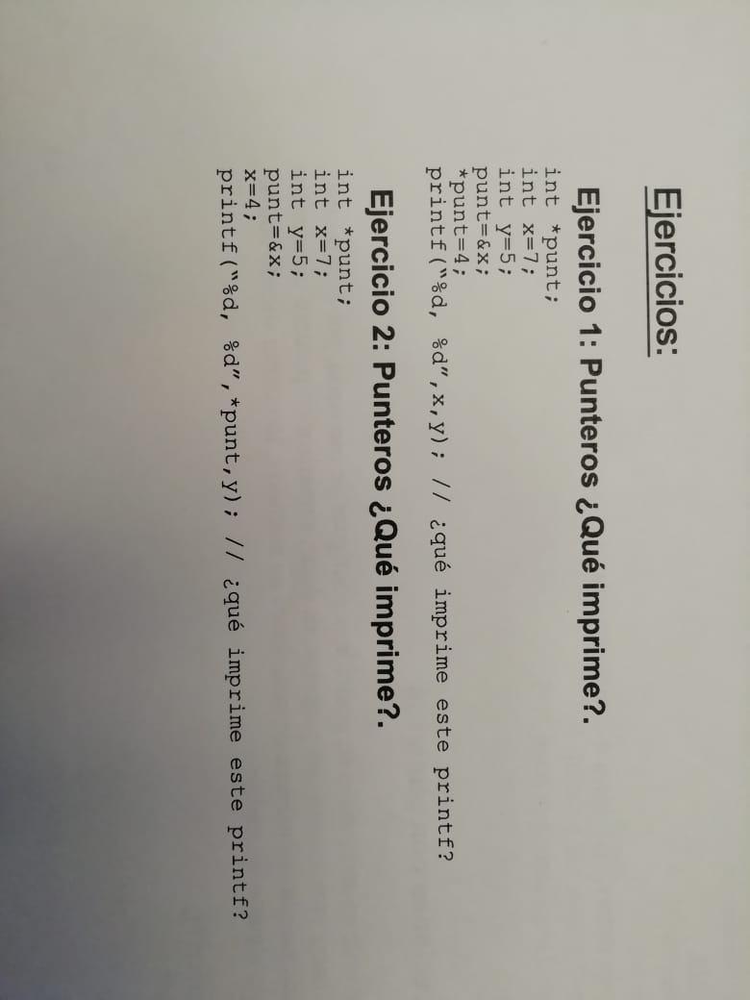 Ejercicios:
Ejercicio 1: Punteros ¿Qué imprime?.
int *punt;
int x=7;
int y=5;
punt=&x;
*punt=4;
printf(“%d, %d”,x,y); // ¿qué imprime este printf?
Ejercicio 2: Punteros ¿Qué imprime?.
int *punt;
int x=7;
int y=5;
punt=&x;
x=4;
printf(“%d, %d”,*punt,y); // ¿qué imprime este printf?